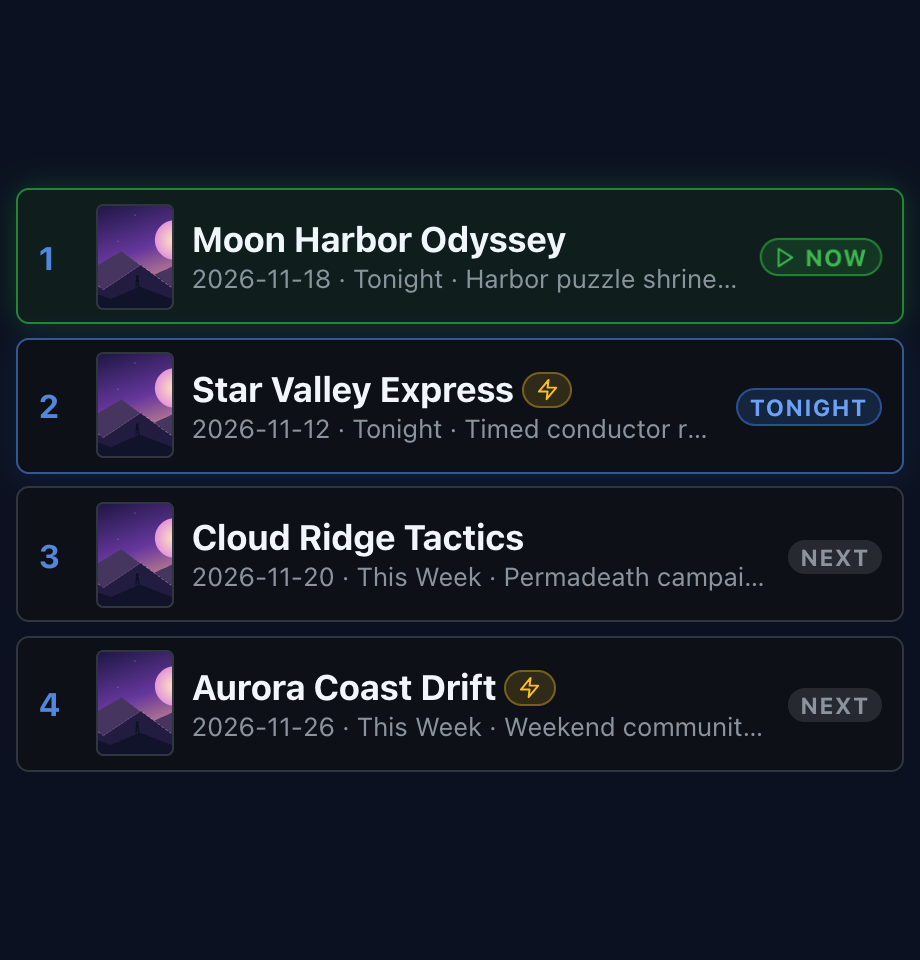 1
Moon Harbor Odyssey
2026-11-18 · Tonight · Harbor puzzle shrine...
NOW
2
Star Valley Express
2026-11-12 · Tonight · Timed conductor r...
TONIGHT
3
Cloud Ridge Tactics
2026-11-20 · This Week · Permadeath campai...
NEXT
4
Aurora Coast Drift
2026-11-26 · This Week · Weekend communit...
NEXT